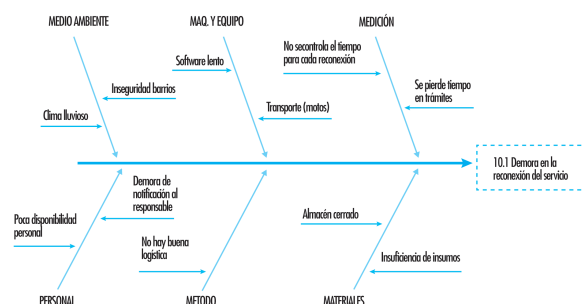 MEDIO AMBIENTE
MAQ. Y EQUIPO
MEDICIÓN
Software lento
No secontrola el tiempo
para cada reconexión
Inseguridad barrios
Se pierde tiempo
en trámites
Clima lluvioso
Transporte (motos)
10.1 Demora en la
reconexión del servicio
Demora de
notificación al
responsable
Poca disponibilidad
personal
Almacén cerrado
No hay buena
logística
Insuficiencia de insumos
PERSONAL
METODO
MATERIALES